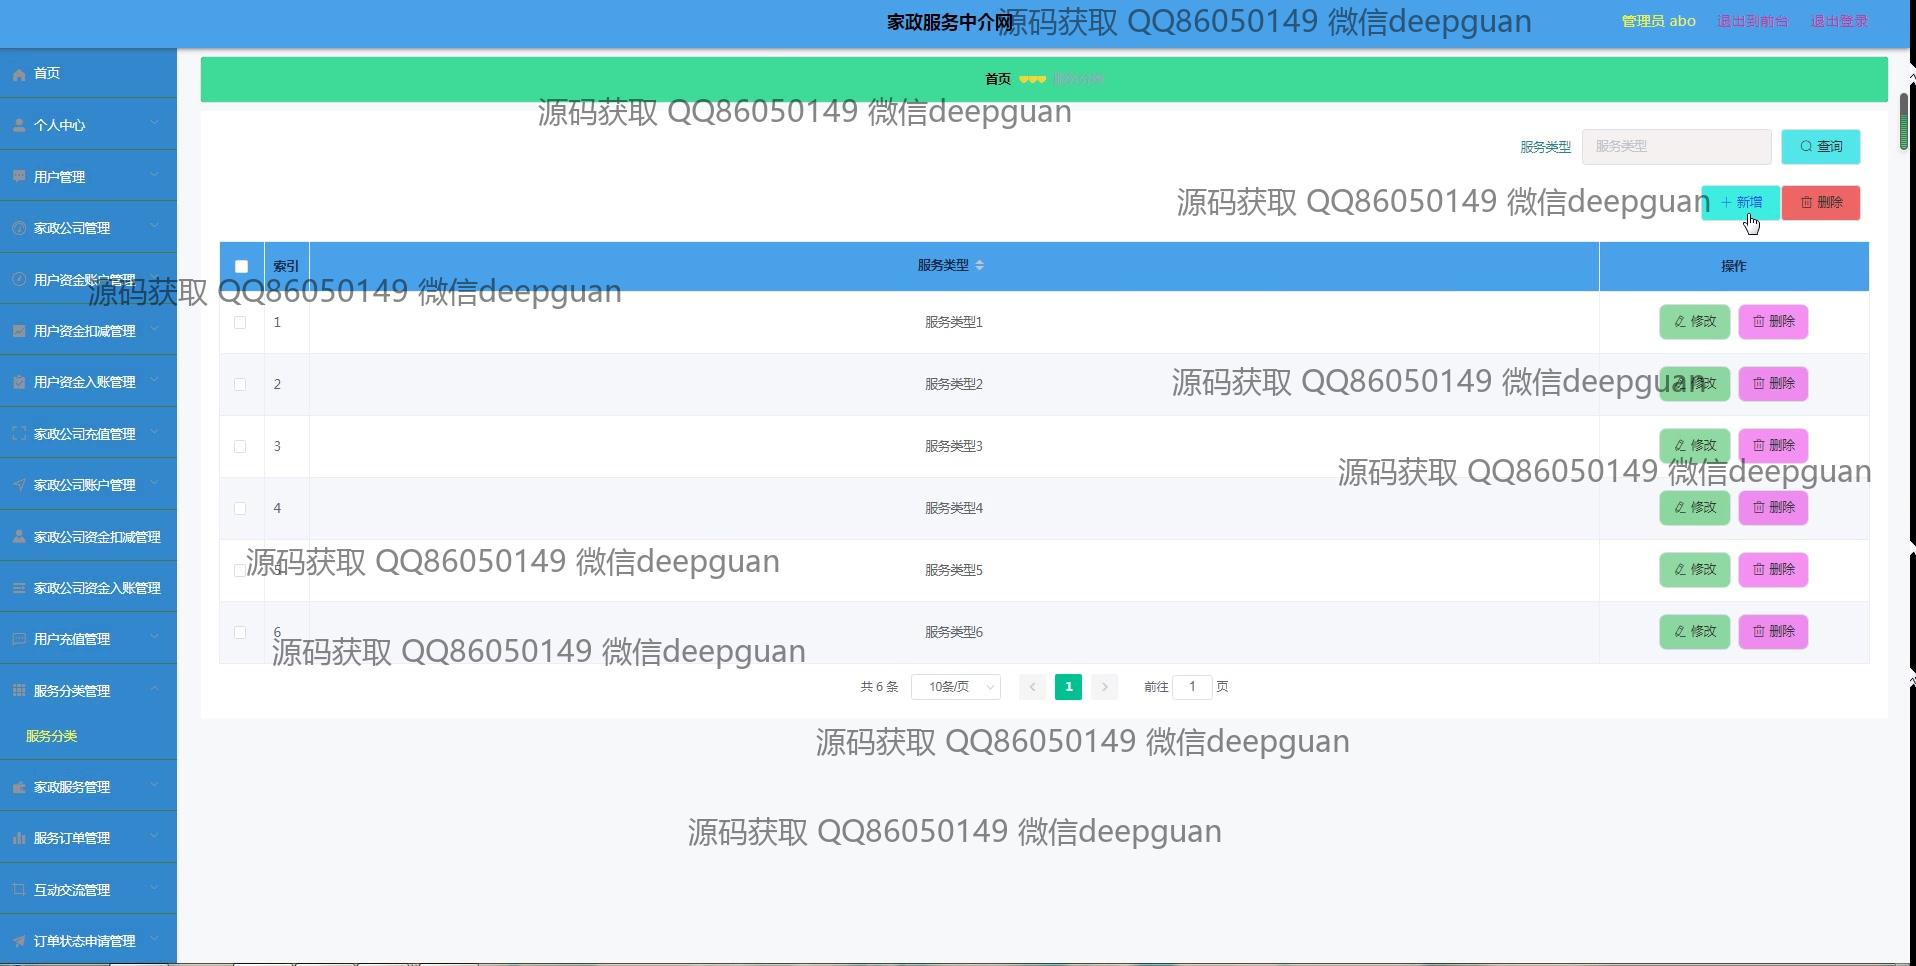 家政服务中介网
源码获取 QQ86050149 微信deepguan
管理员 abo
退出到前台
退出登录
首页
个人中心
用户管理
家政公司管理
用户资金账户管理
用户资金扣减管理
用户资金入账管理
家政公司充值管理
家政公司账户管理
家政公司资金扣减管理
家政公司资金入账管理
用户充值管理
服务分类管理
服务分类
家政服务管理
服务订单管理
互动交流管理
订单状态申请管理
首页 服务分类
源码获取 QQ86050149 微信deepguan
服务类型 服务类型 查询
源码获取 QQ86050149 微信deepguan
+ 新增 删除
索引 服务类型 操作
源码获取 QQ86050149 微信deepguan
1 服务类型1 修改 删除
2 服务类型2 修改 删除
源码获取 QQ86050149 微信deepguan
3 服务类型3 修改 删除
源码获取 QQ86050149 微信deepguan
4 服务类型4 修改 删除
源码获取 QQ86050149 微信deepguan
5 服务类型5 修改 删除
6 服务类型6 修改 删除
源码获取 QQ86050149 微信deepguan
共 6 条 10条/页 < 1 > 前往 1 页
源码获取 QQ86050149 微信deepguan
源码获取 QQ86050149 微信deepguan